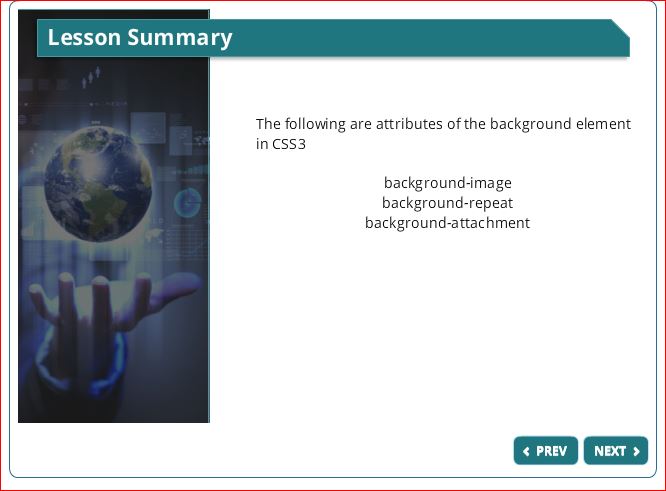 Lesson Summary
The following are attributes of the background element
in CSS3
background-image
background-repeat
background-attachment
PREV
NEXT